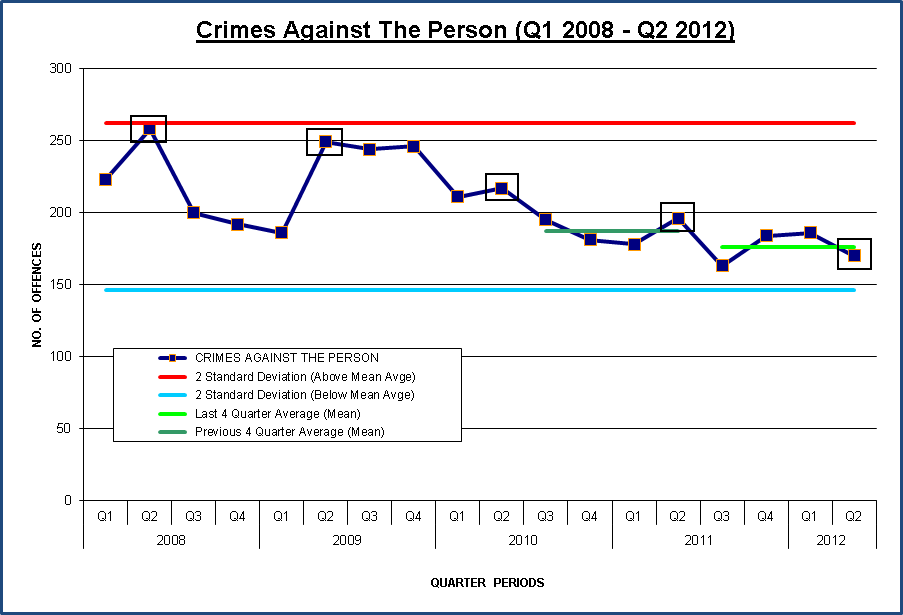 Crimes Against The Person (Q1 2008 - Q2 2012)
300
250
200
150
100
50
0
NO. OF OFFENCES
CRIMES AGAINST THE PERSON
2 Standard Deviation (Above Mean Avge)
2 Standard Deviation (Below Mean Avge)
Last 4 Quarter Average (Mean)
Previous 4 Quarter Average (Mean)
Q1 Q2 Q3 Q4 Q1 Q2 Q3 Q4 Q1 Q2 Q3 Q4 Q1 Q2 Q3 Q4 Q1 Q2
2008 2009 2010 2011 2012
QUARTER PERIODS